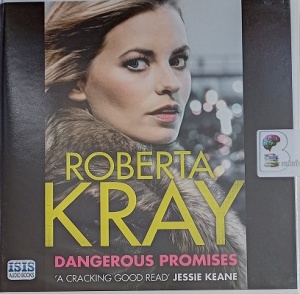 ROBERTA
KRAY
DANGEROUS PROMISES
'A CRACKING GOOD READ' JESSIE KEANE
ISIS
AUDIO BOOKS